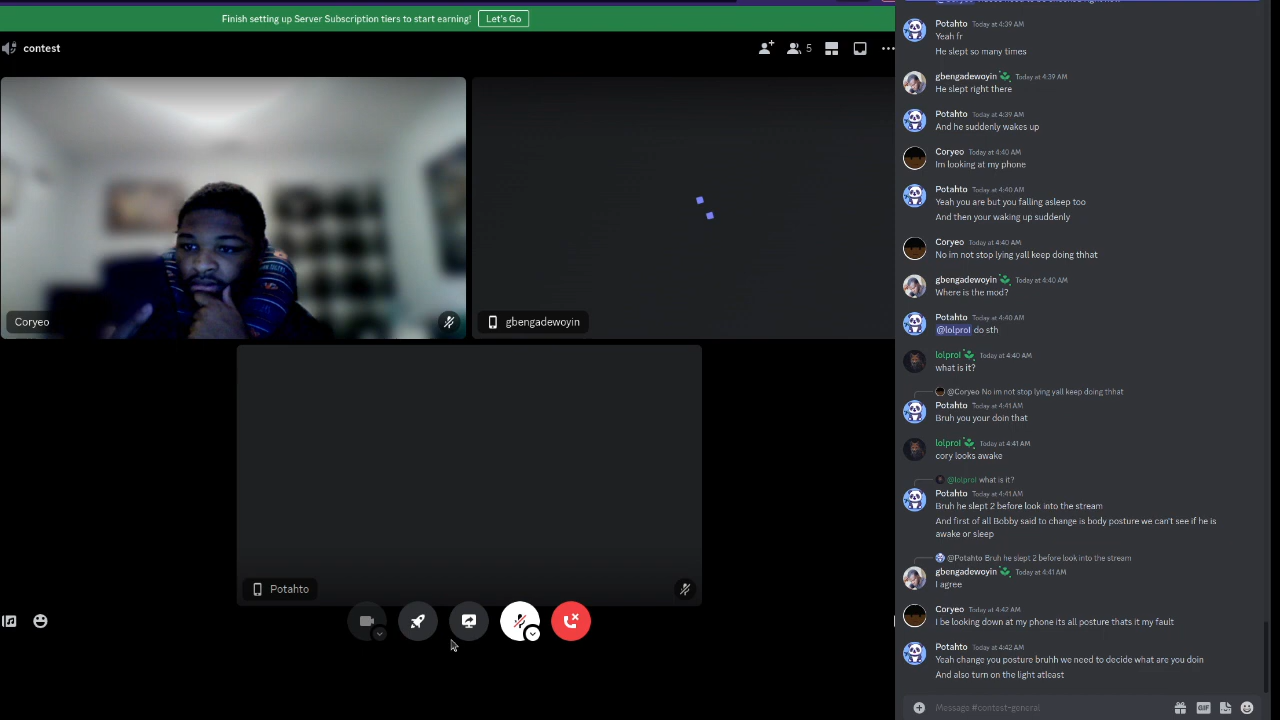 Finish setting up Server Subscription tiers to start earning! Let's Go
contest
5
Coryeo
gbengadewoyin
Potahto
Potahto Today at 4:39 AM
Yeah fr
He slept so many times
gbengadewoyin Today at 4:39 AM
He slept right there
Potahto Today at 4:39 AM
And he suddenly wakes up
Coryeo Today at 4:40 AM
Im looking at my phone
Potahto Today at 4:40 AM
Yeah you are but you falling asleep too
And then your waking up suddenly
Coryeo Today at 4:40 AM
No im not stop lying yall keep doing thhat
gbengadewoyin Today at 4:40 AM
Where is the mod?
Potahto Today at 4:40 AM
@lolprol do sth
lolprol Today at 4:40 AM
what is it?
@Coryeo No im not stop lying yall keep doing thhat
Potahto Today at 4:41 AM
Bruh you your doin that
lolprol Today at 4:41 AM
cory looks awake
@lolprol what is it?
Potahto Today at 4:41 AM
Bruh he slept 2 before look into the stream
And first of all Bobby said to change is body posture we can't see if he is
awake or sleep
@Potahto Bruh he slept 2 before look into the stream
gbengadewoyin Today at 4:41 AM
I agree
Coryeo Today at 4:42 AM
I be looking down at my phone its all posture thats it my fault
Potahto Today at 4:42 AM
Yeah change you posture bruhh we need to decide what are you doin
And also turn on the light atleast
Message #contest-general
GIF